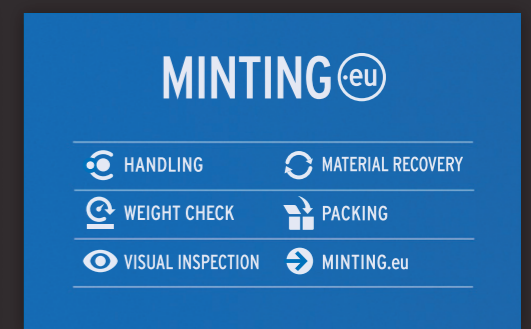 MINTING .eu
HANDLING
MATERIAL RECOVERY
WEIGHT CHECK
PACKING
VISUAL INSPECTION
MINTING.eu